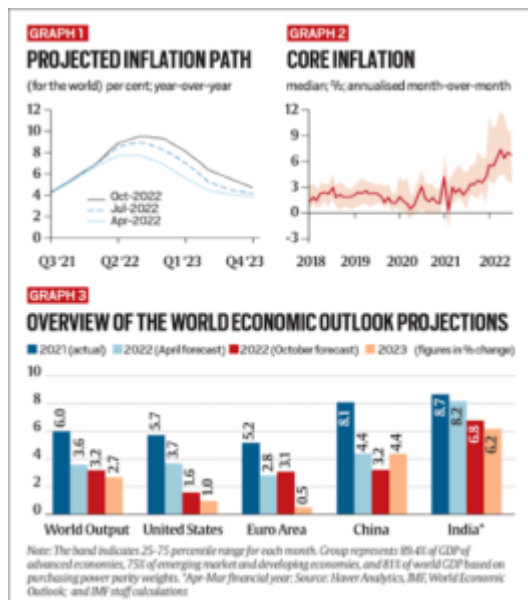 GRAPH 1
PROJECTED INFLATION PATH
(for the world) per cent; year-over-year
12
10
8
6
4
2
0
Oct-2022
Jul-2022
Apr-2022
Q3 '21 Q2 '22 Q1 '23 Q4 '23
GRAPH 2
CORE INFLATION
median; %; annualised month-over-month
12
9
6
3
0
-3
2018 2019 2020 2021 2022
GRAPH 3
OVERVIEW OF THE WORLD ECONOMIC OUTLOOK PROJECTIONS
2021 (actual) 2022 (April forecast) 2022 (October forecast) 2023 (figures in % change)
10
8
6
4
2
0
6.0 3.6 3.2 2.7
5.7 3.7 1.6 1.0
5.2 2.8 3.1 0.5
8.1 4.4 3.2 4.4
8.7 8.2 6.8 6.2
World Output United States Euro Area China India*
Note: The band indicates 25-75 percentile range for each month. Group represents 89.4% of GDP of
advanced economies, 75% of emerging market and developing economies, and 81% of world GDP based on
purchasing power parity weights. *Apr-Mar financial year; Source: Haver Analytics, IMF, World Economic
Outlook; and IMF staff calculations